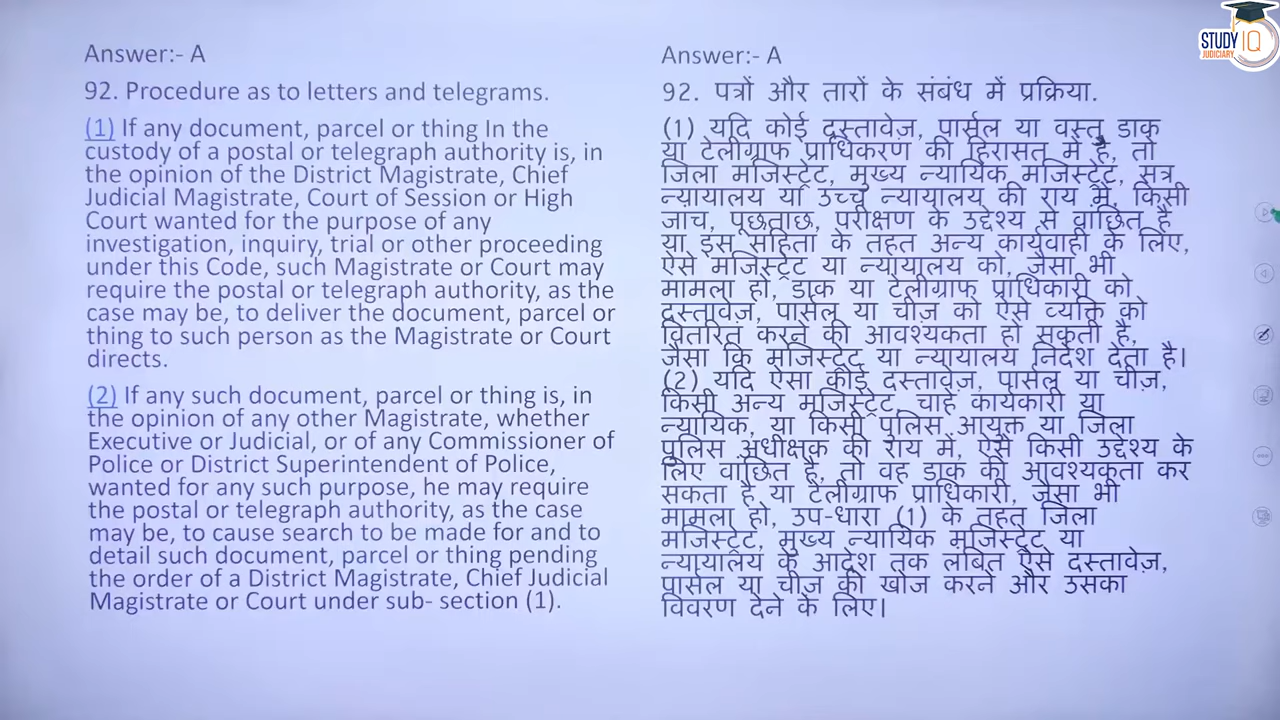 Answer:- A
92. Procedure as to letters and telegrams.
(1) If any document, parcel or thing In the
custody of a postal or telegraph authority is, in
the opinion of the District Magistrate, Chief
Judicial Magistrate, Court of Session or High
Court wanted for the purpose of any
investigation, inquiry, trial or other proceeding
under this Code, such Magistrate or Court may
require the postal or telegraph authority, as the
case may be, to deliver the document, parcel or
thing to such person as the Magistrate or Court
directs.
(2) If any such document, parcel or thing is, in
the opinion of any other Magistrate, whether
Executive or Judicial, or of any Commissioner of
Police or District Superintendent of Police,
wanted for any such purpose, he may require
the postal or telegraph authority, as the case
may be, to cause search to be made for and to
detail such document, parcel or thing pending
the order of a District Magistrate, Chief Judicial
Magistrate or Court under sub- section (1).
Answer:- A
92. पत्रों और तारों के संबंध में प्रक्रिया.
(1) यदि कोई दस्तावेज़, पार्सल या वस्तु डाक
या टेलीग्राफ प्राधिकरण की हिरासत में है, तो
जिला मजिस्ट्रेट, मुख्य न्यायिक मजिस्ट्रेट, सत्र
न्यायालय या उच्च न्यायालय की राय में, किसी
जांच, पूछताछ, परीक्षण के उद्देश्य से वांछित है
या इस संहिता के तहत अन्य कार्यवाही के लिए,
ऐसे मजिस्ट्रेट या न्यायालय को, जैसा भी
मामला हो, डाक या टेलीग्राफ प्राधिकारी को
दस्तावेज़, पार्सल या चीज़ को ऐसे व्यक्ति को
वितरित करने की आवश्यकता हो सकती है,
जैसा कि मजिस्ट्रेट या न्यायालय निर्देश देता है।
(2) यदि ऐसा कोई दस्तावेज़, पार्सल या चीज़,
किसी अन्य मजिस्ट्रेट, चाहे कार्यकारी या
न्यायिक, या किसी पुलिस आयुक्त या जिला
पुलिस अधीक्षक की राय में, ऐसे किसी उद्देश्य के
लिए वांछित है, तो वह डाक की आवश्यकता कर
सकता है या टेलीग्राफ प्राधिकारी, जैसा भी
मामला हो, उप-धारा (1) के तहत जिला
मजिस्ट्रेट, मुख्य न्यायिक मजिस्ट्रेट या
न्यायालय के आदेश तक लंबित ऐसे दस्तावेज़,
पार्सल या चीज़ की खोज करने और उसका
विवरण देने के लिए।
STUDY IQ
JUDICIARY